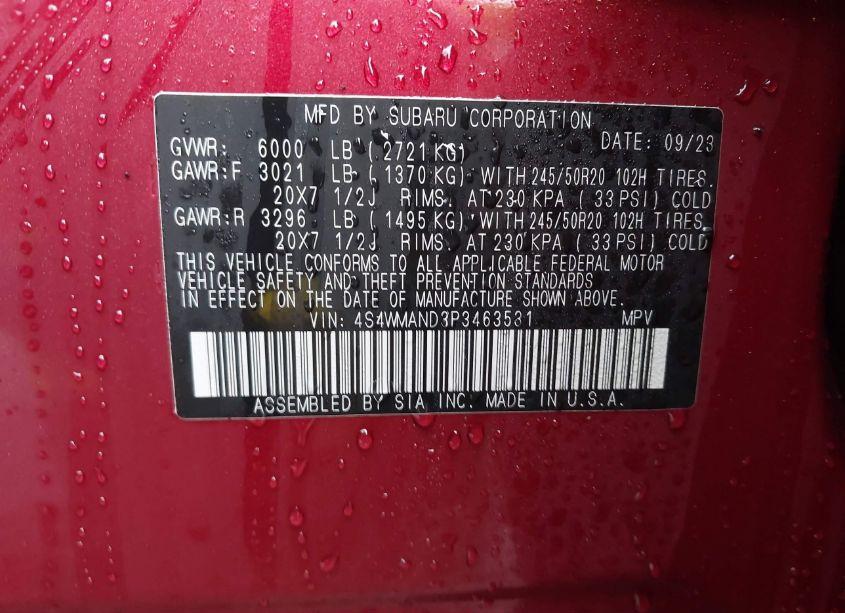 MFD BY SUBARU CORPORATION
DATE: 09/23
GVWR: 6000 LB (.2721 KG)
GAWR:F 3021 LB (.1370 KG) WITH 245/50R20 102H TIRES.
20X7 1/2J RIMS. AT 230 KPA ( 33 PSI) COLD
GAWR:R 3296 LB ( 1495 KG) WITH 245/50R20 102H TIRES.
20X7 1/2J RIMS. AT 230 KPA ( 33 PSI) COLD
THIS VEHICLE CONFORMS TO ALL APPLICABLE FEDERAL MOTOR
VEHICLE SAFETY AND THEFT PREVENTION STANDARDS
IN EFFECT ON THE DATE OF MANUFACTURE SHOWN ABOVE.
VIN: 4S4WMAND3P3463531 MPV
ASSEMBLED BY SIA INC. MADE IN U.S.A.